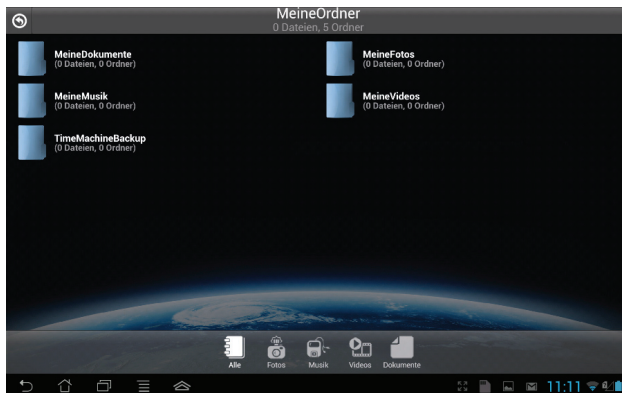 MeineOrdner
0 Dateien, 5 Ordner
MeineDokumente
(0 Dateien, 0 Ordner)
MeineFotos
(0 Dateien, 0 Ordner)
MeineMusik
(0 Dateien, 0 Ordner)
MeineVideos
(0 Dateien, 0 Ordner)
TimeMachineBackup
(0 Dateien, 0 Ordner)
Alle
Fotos
Musik
Videos
Dokumente
11:11